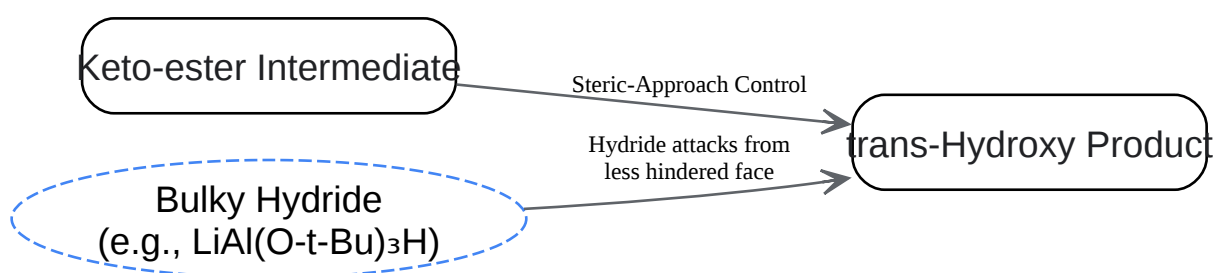 Keto-ester Intermediate
Steric-Approach Control
trans-Hydroxy Product
Hydride attacks from
less hindered face
Bulky Hydride
(e.g., LiAl(O-t-Bu)₃H)